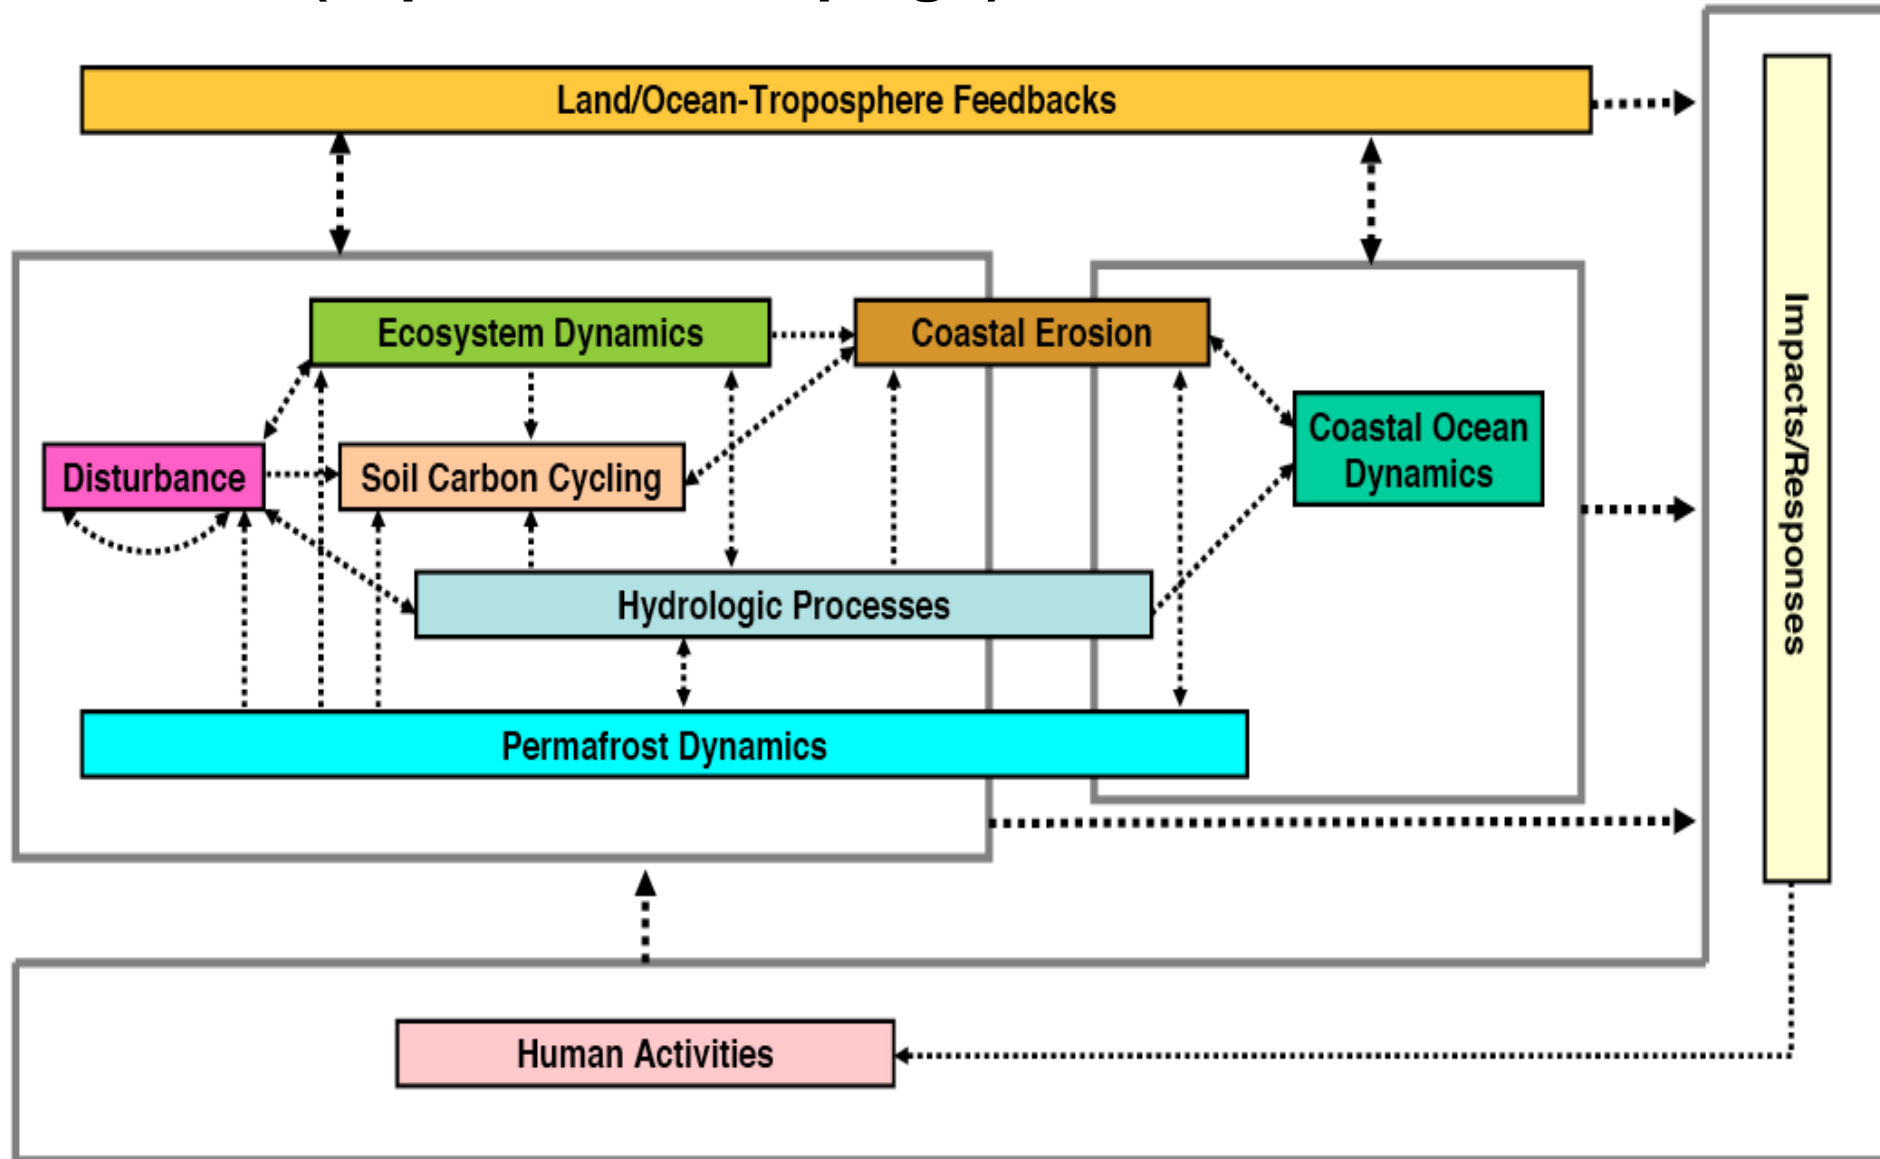 Land/Ocean-Troposphere Feedbacks
Ecosystem Dynamics
Coastal Erosion
Coastal Ocean
Dynamics
Disturbance
Soil Carbon Cycling
Hydrologic Processes
Permafrost Dynamics
Impacts/Responses
Human Activities